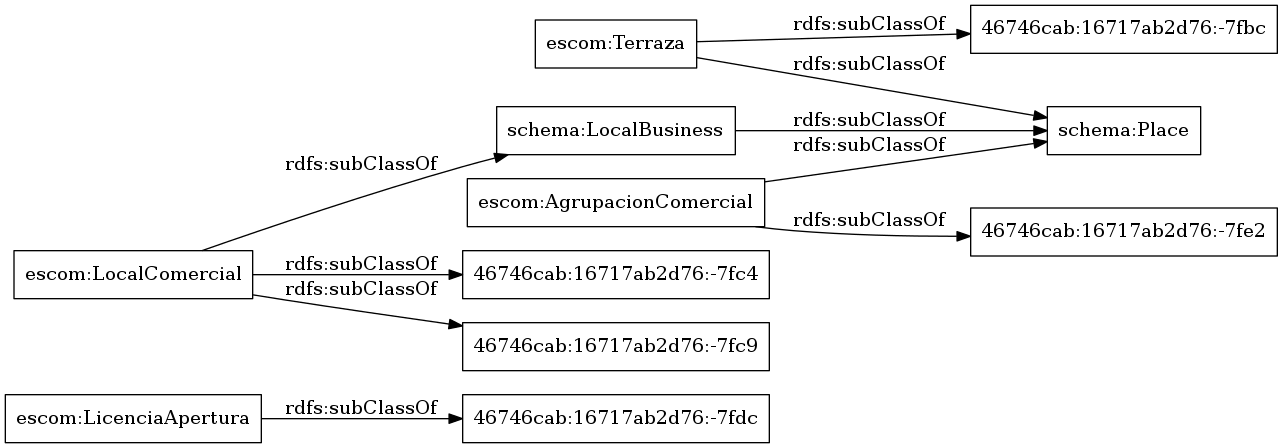 rdfs:subClassOf
46746cab:16717ab2d76:-7fbc
escom:Terraza
rdfs:subClassOf
rdfs:subClassOf
schema:LocalBusiness
schema:Place
rdfs:subClassOf
rdfs:subClassOf
escom:AgrupacionComercial
rdfs:subClassOf
46746cab:16717ab2d76:-7fe2
rdfs:subClassOf
escom:LocalComercial
46746cab:16717ab2d76:-7fc4
rdfs:subClassOf
46746cab:16717ab2d76:-7fc9
rdfs:subClassOf
escom:LicenciaApertura
46746cab:16717ab2d76:-7fdc